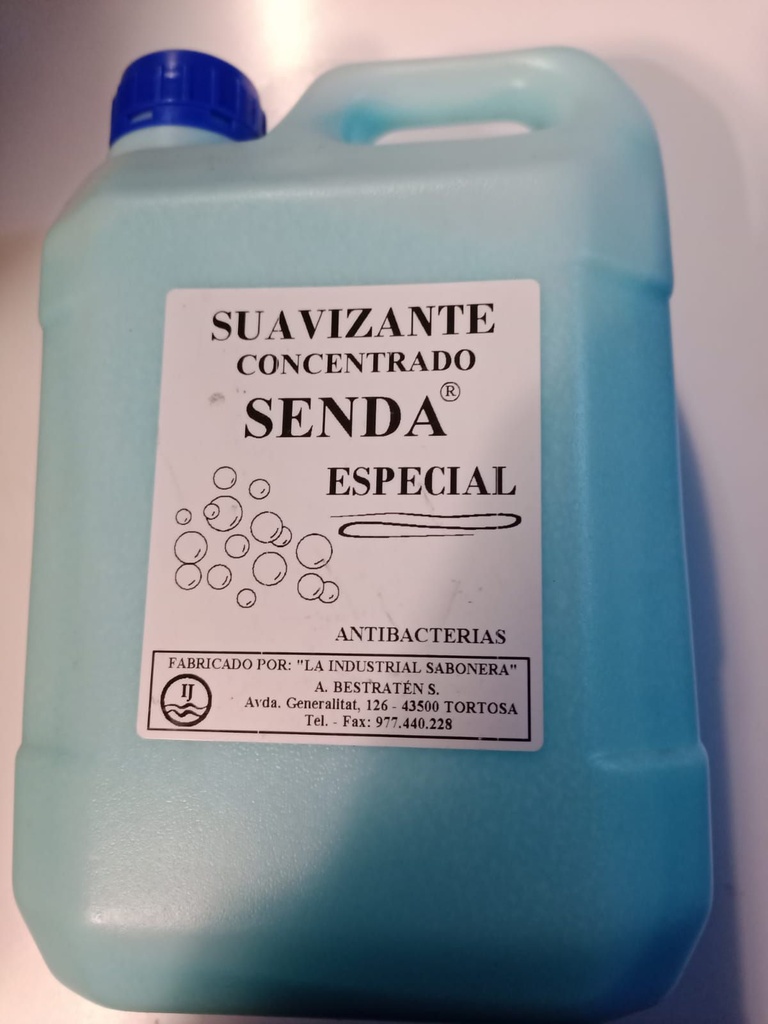 SUAVIZANTE
CONCENTRADO
SENDA®
ESPECIAL
ANTIBACTERIAS
FABRICADO POR: "LA INDUSTRIAL SABONERA"
IJ
A. BESTRATÉN S.
Avda. Generalitat, 126 - 43500 TORTOSA
Tel. - Fax: 977.440.228